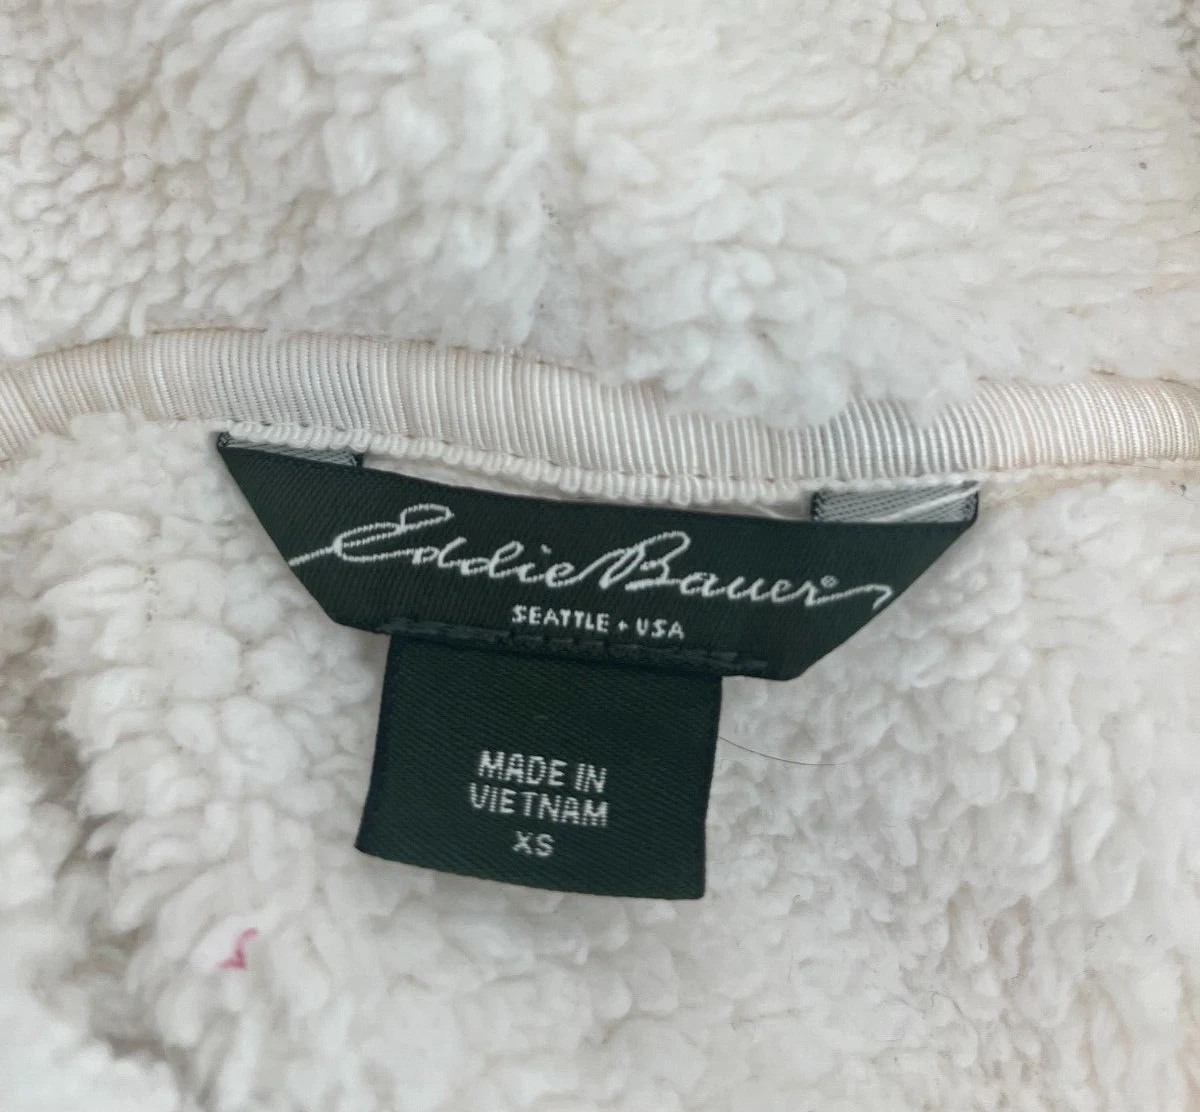 Eddie Bauer®
SEATTLE • USA
MADE IN
VIETNAM
XS